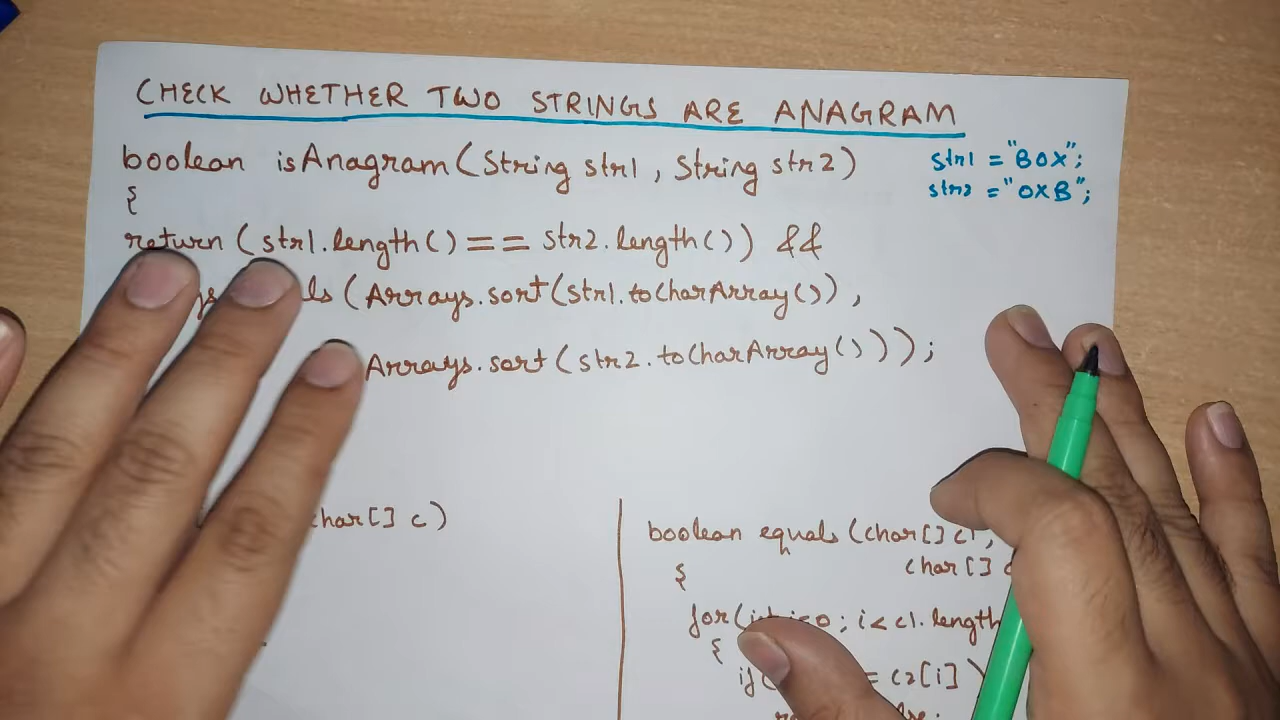 CHECK WHETHER TWO STRINGS ARE ANAGRAM
boolean isAnagram(String str1, String str2)
{
return (str1.length() == str2.length()) &&
(Arrays.sort(str1.toCharArray()),
Arrays.sort(str2.toCharArray()));
str1 = "BOX";
str2 = "OXB";
char[] c)
boolean equals (char[] c1,
char[]
{
for( ; i < c1.length
{
if( = c2[i])